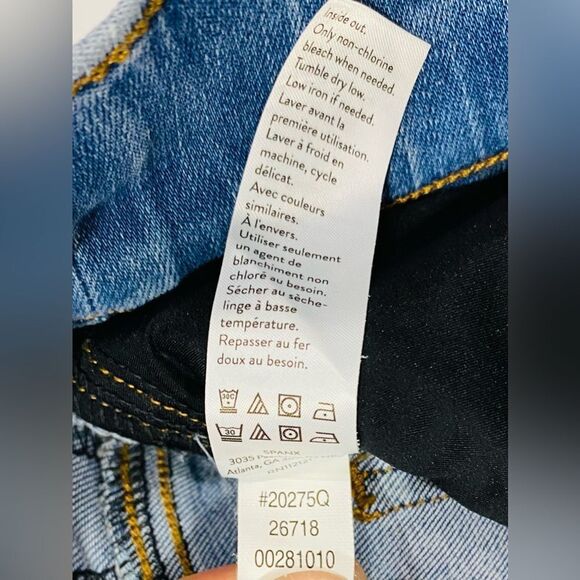 Inside out.
Only non-chlorine
bleach when needed.
Tumble dry low.
Low iron if needed.
Laver avant la
première utilisation.
Laver à froid en
machine, cycle
délicat.
Avec couleurs
similaires.
À l'envers.
Utiliser seulement
un agent de
blanchiment non
chloré au besoin.
Sécher au sèche-
linge à basse
température.
Repasser au fer
doux au besoin.
30C
30
SPANX
3035
Atlanta, GA
#20275Q
26718
00281010